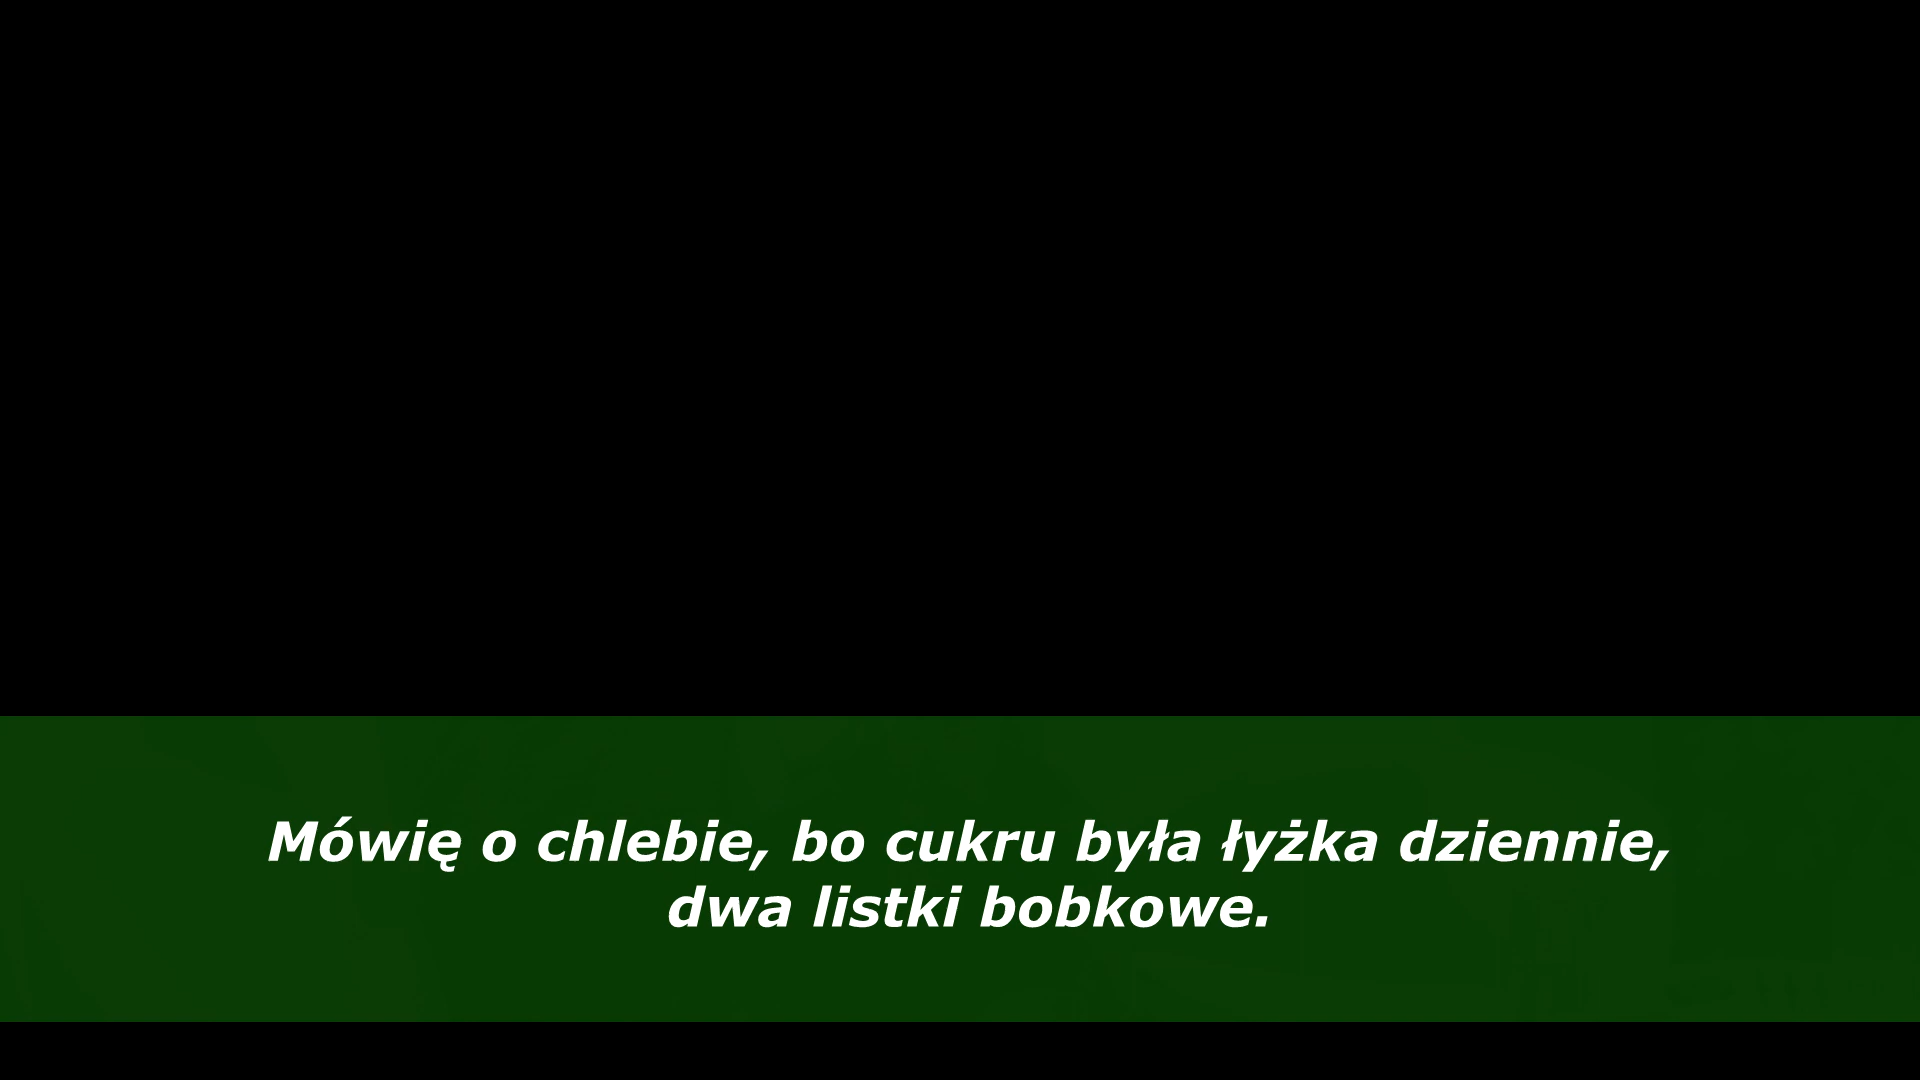 Mówię o chlebie, bo cukru była łyżka dziennie,
dwa listki bobkowe.